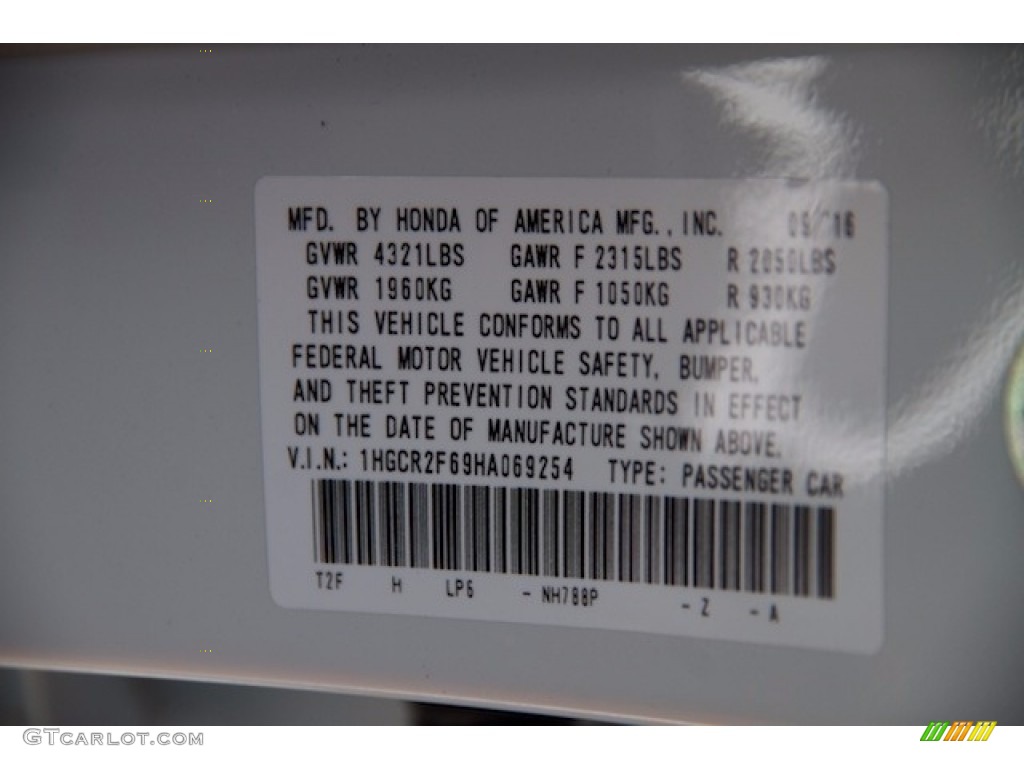 MFD. BY HONDA OF AMERICA MFG., INC. 09/16
GVWR 4321LBS GAWR F 2315LBS R 2050LBS
GVWR 1960KG GAWR F 1050KG R 930KG
THIS VEHICLE CONFORMS TO ALL APPLICABLE
FEDERAL MOTOR VEHICLE SAFETY, BUMPER,
AND THEFT PREVENTION STANDARDS IN EFFECT
ON THE DATE OF MANUFACTURE SHOWN ABOVE.
V.I.N.: 1HGCR2F69HA069254 TYPE: PASSENGER CAR
T2F H LP6 - NH788P - Z - A
GTCARLOT.COM